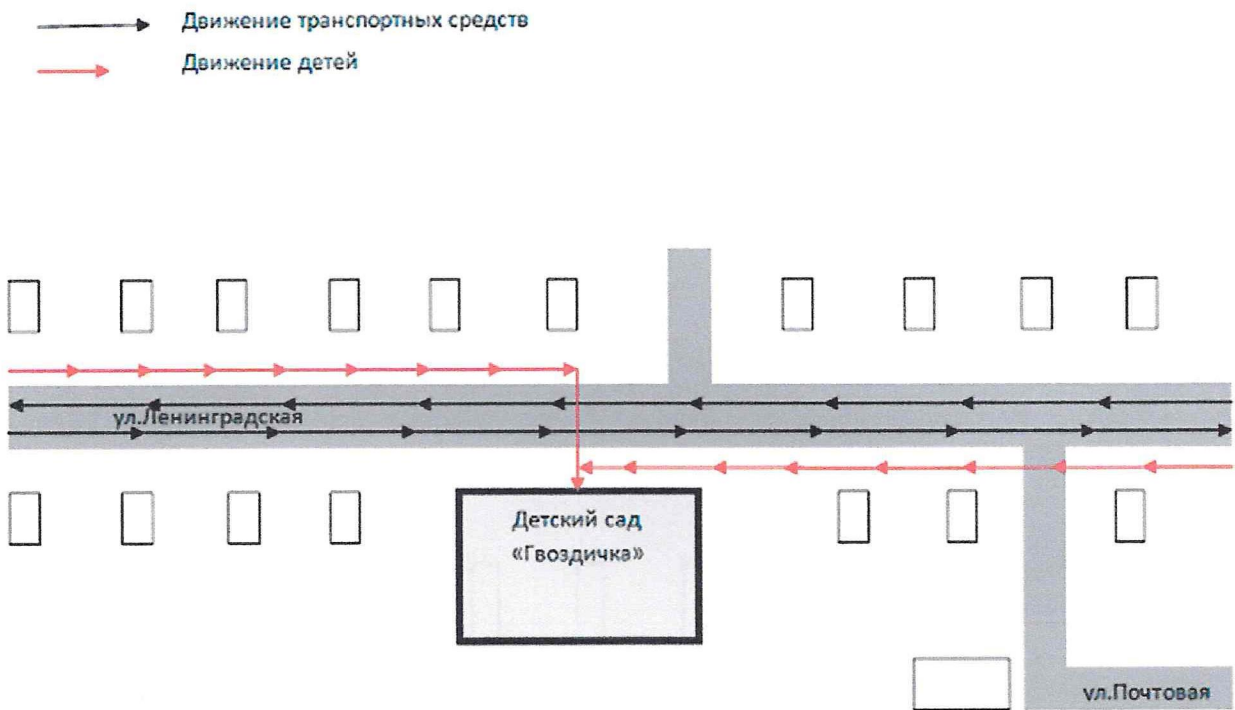 Движение транспортных средств
Движение детей
ул.Ленинградская
Детский сад
«Гвоздичка»
ул.Почтовая